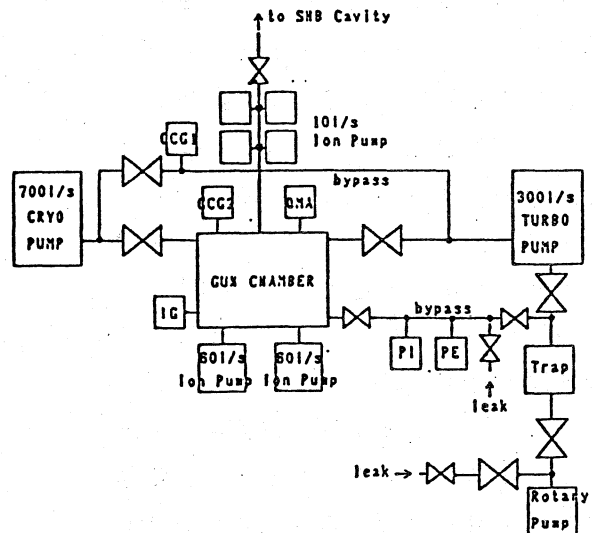 to SHB Cavity
10l/s
Ion Pump
CCG1
bypass
700l/s
CRYO
PUMP
CCG2
QMA
300l/s
TURBO
PUMP
GUN CHAMBER
IG
bypass
60l/s
Ion Pump
60l/s
Ion Pump
PI
PE
leak
Trap
leak
Rotary
Pump